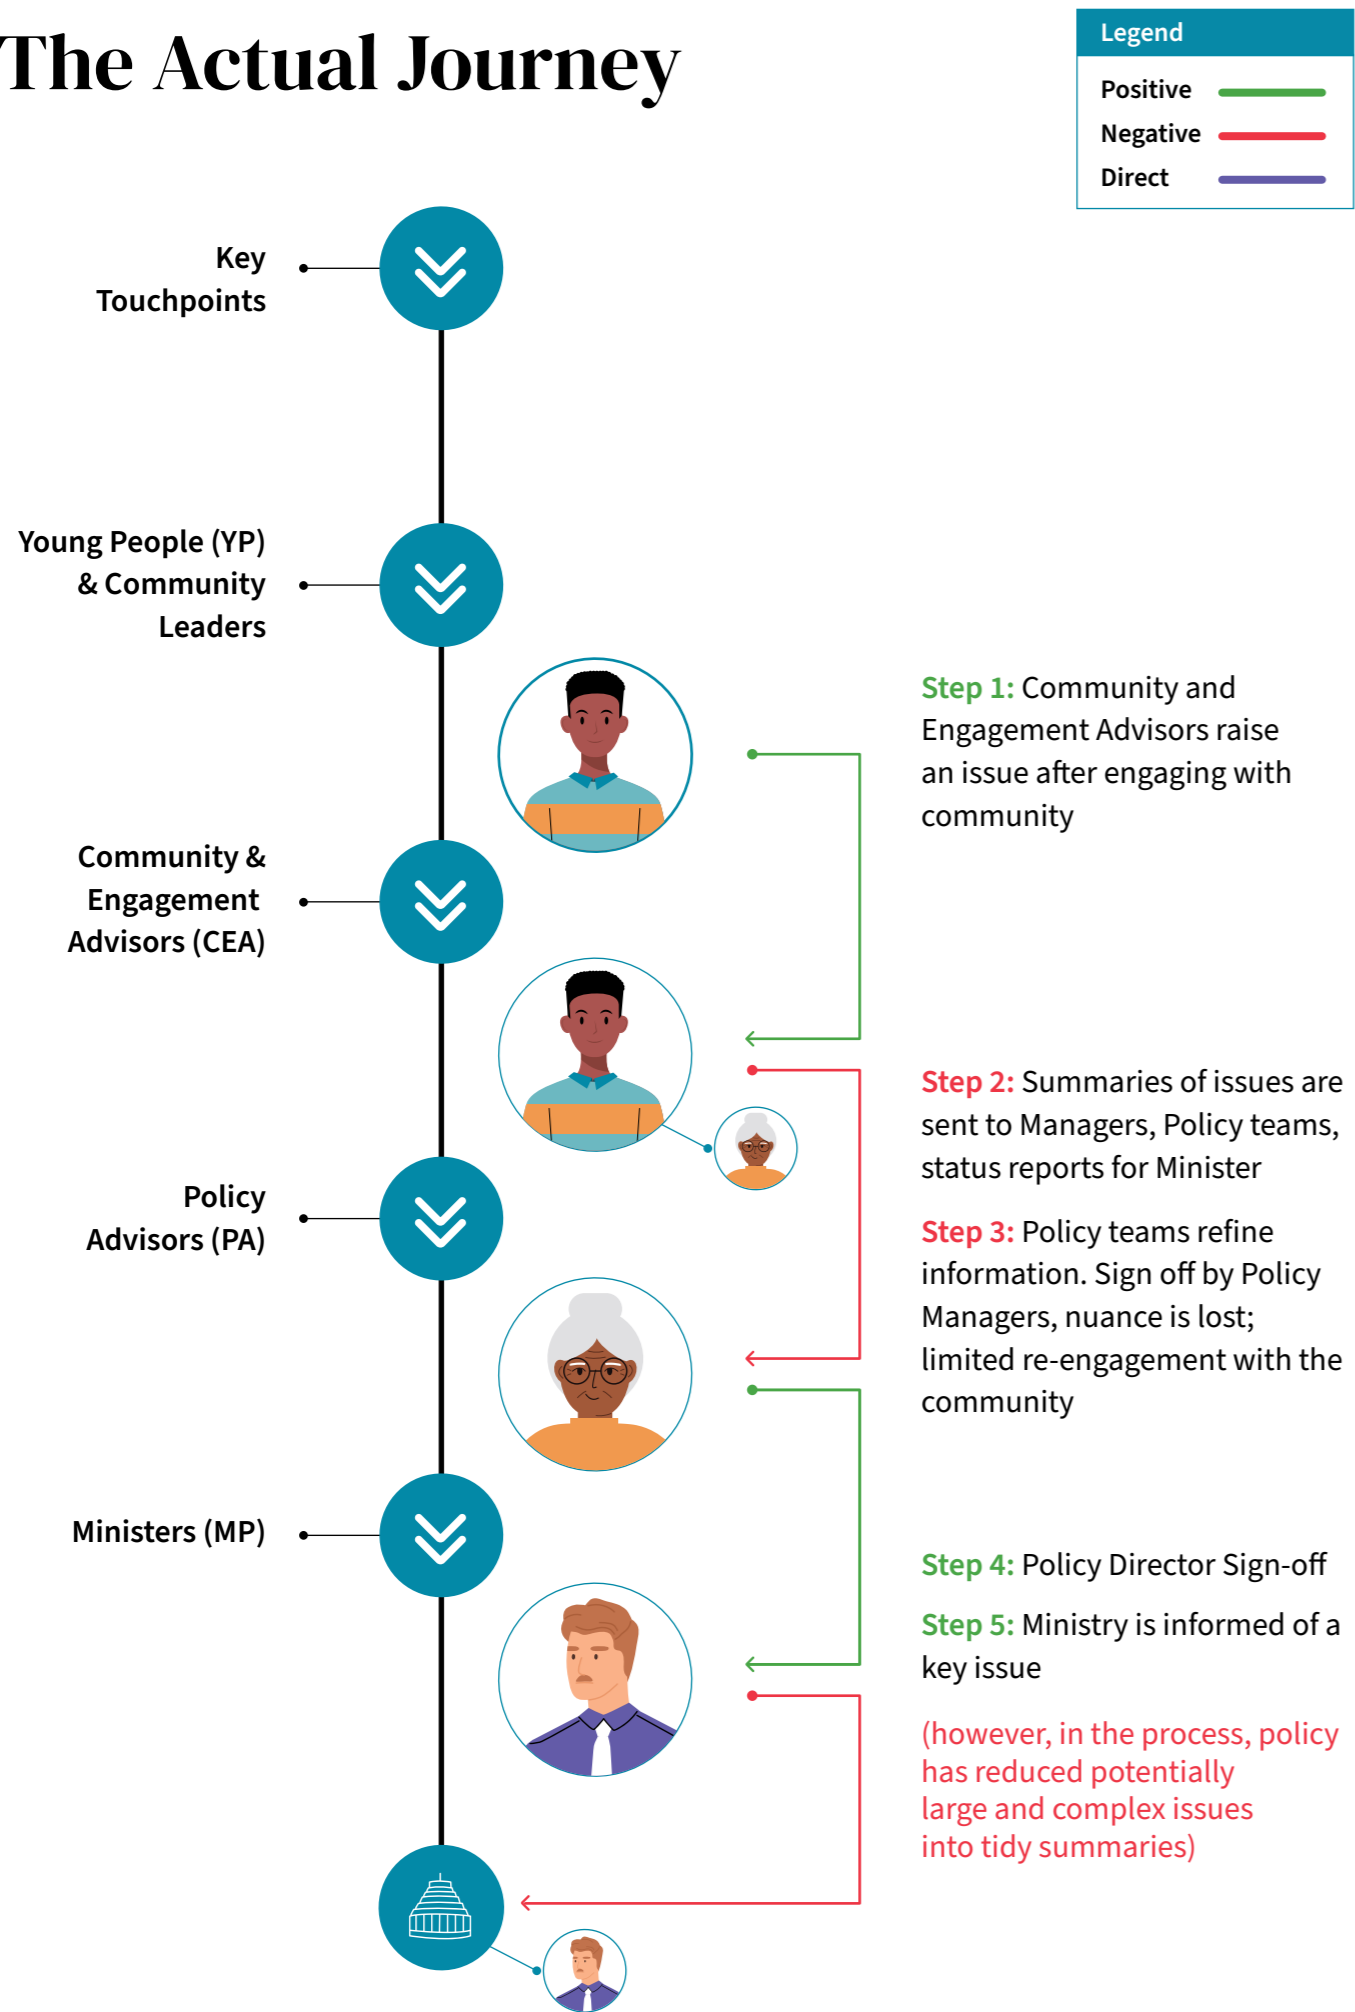 The Actual Journey
Legend
Positive
Negative
Direct
Key
Touchpoints
Young People (YP)
& Community
Leaders
Step 1: Community and
Engagement Advisors raise
an issue after engaging with
community
Community &
Engagement
Advisors (CEA)
Step 2: Summaries of issues are
sent to Managers, Policy teams,
status reports for Minister
Policy
Advisors (PA)
Step 3: Policy teams refine
information. Sign off by Policy
Managers, nuance is lost;
limited re-engagement with the
community
Ministers (MP)
Step 4: Policy Director Sign-off
Step 5: Ministry is informed of a
key issue
(however, in the process, policy
has reduced potentially
large and complex issues
into tidy summaries)